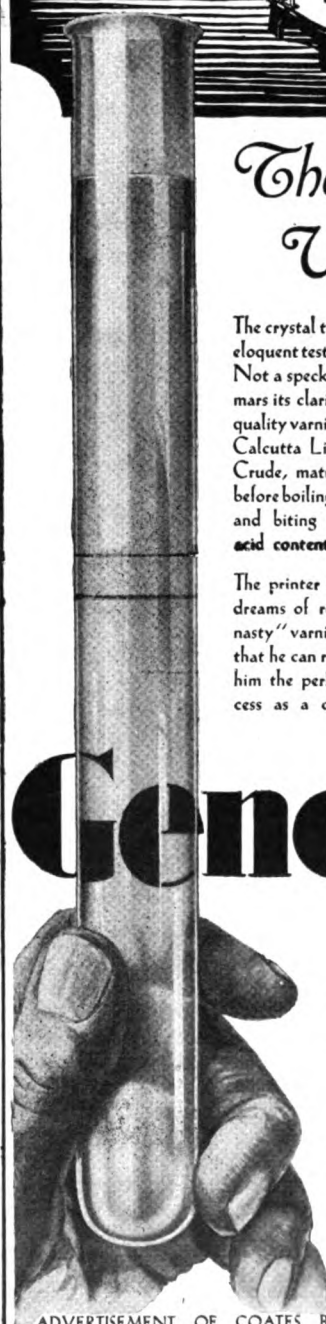 The
The crystal t
eloquent test
Not a speck
mars its clari
quality varni
Calcutta Li
Crude, mat
before boiling
and biting
acid content
The printer
dreams of r
nasty" varni
that he can r
him the per
cess as a c
Gene
ADVERTISEMENT OF COATES B